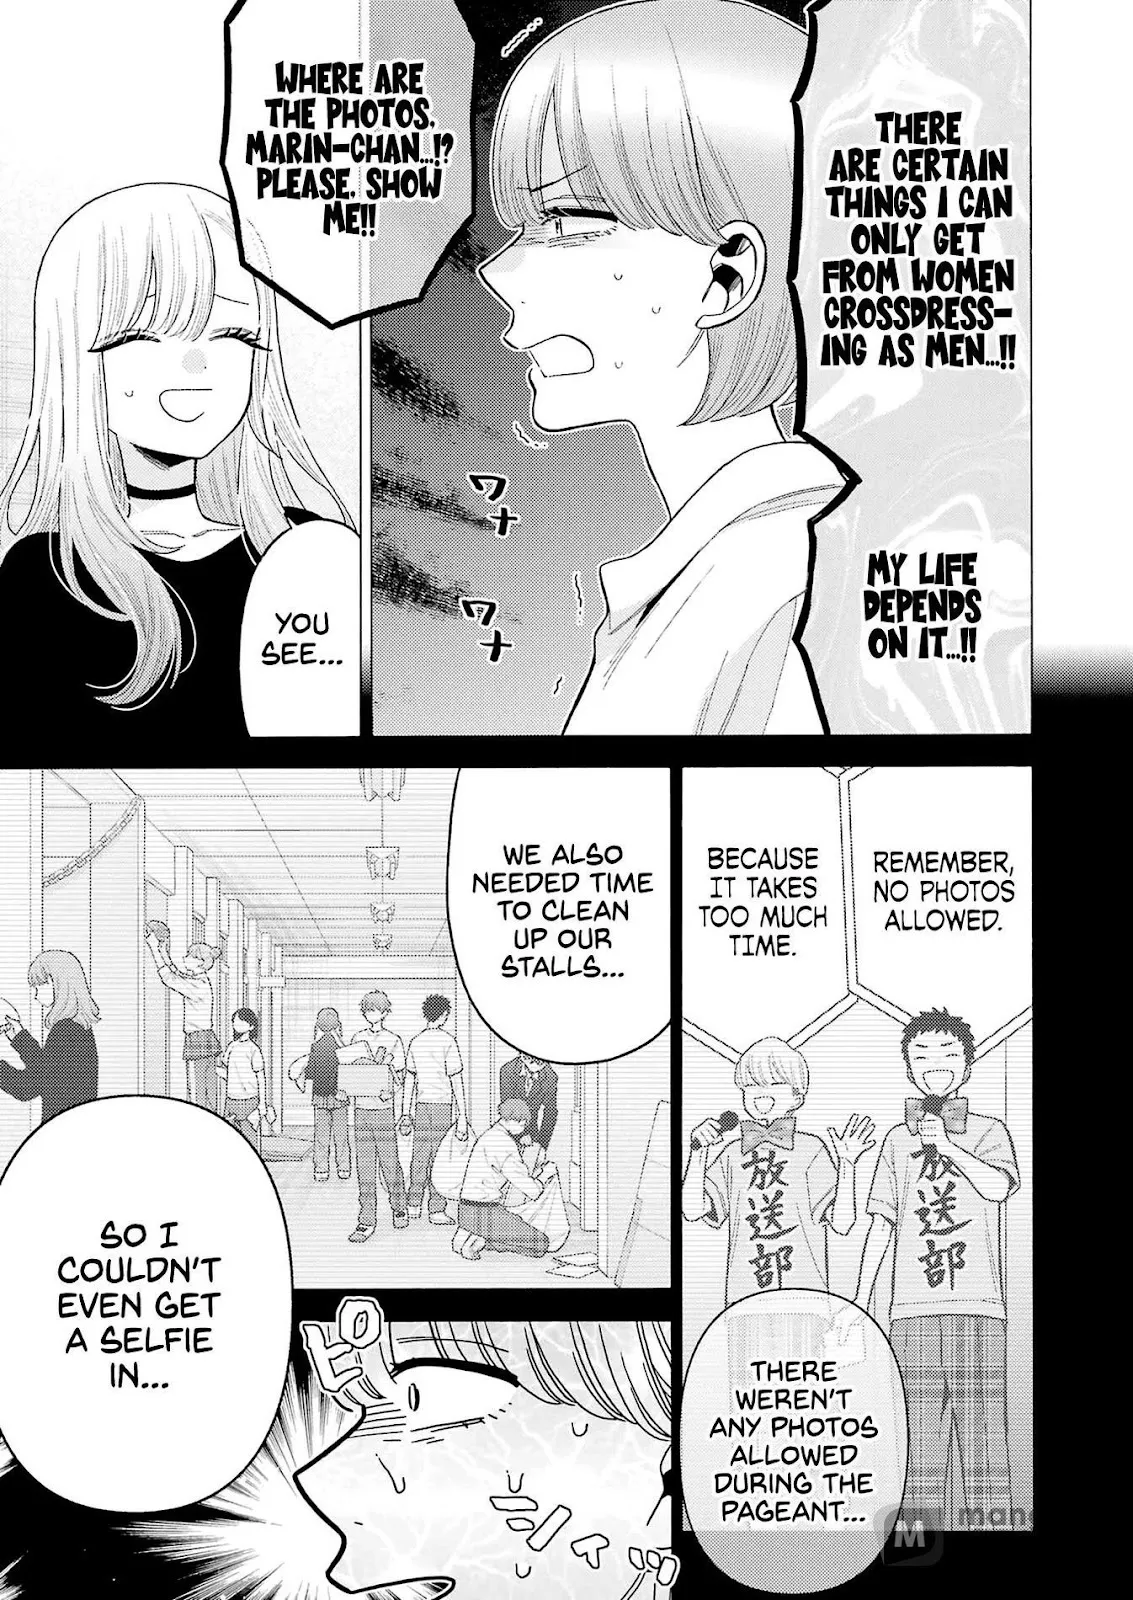 THERE
ARE CERTAIN
THINGS I CAN
ONLY GET
FROM WOMEN
CROSSDRESS-
ING AS MEN...!!
MY LIFE
DEPENDS
ON IT...!!
WHERE ARE
THE PHOTOS,
MARIN-CHAN...!?
PLEASE, SHOW
ME!!
ワナ
ワナ
YOU
SEE...
REMEMBER,
NO PHOTOS
ALLOWED.
BECAUSE
IT TAKES
TOO MUCH
TIME.
放送部
放送部
THERE
WEREN'T
ANY PHOTOS
ALLOWED
DURING THE
PAGEANT...
WE ALSO
NEEDED TIME
TO CLEAN
UP OUR
STALLS...
SO I
COULDN'T
EVEN GET
A SELFIE
IN...
M